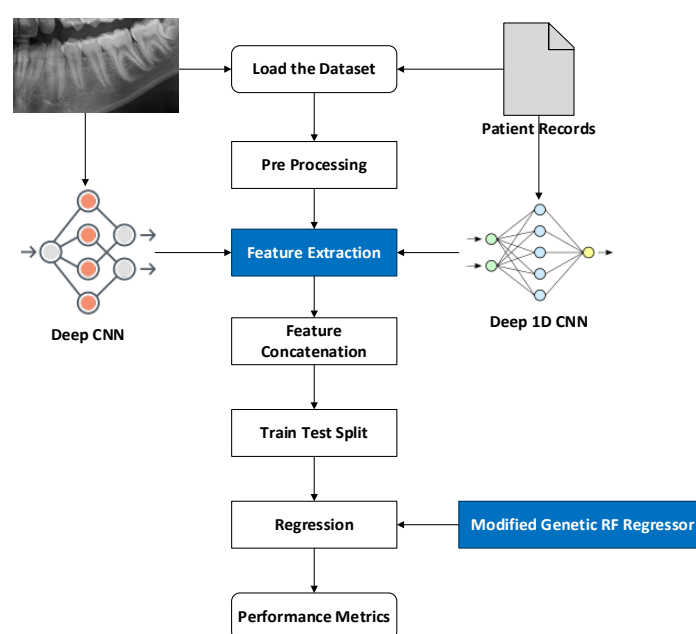 Load the Dataset
Patient Records
Pre Processing
Feature Extraction
Deep CNN
Deep 1D CNN
Feature
Concatenation
Train Test Split
Regression
Modified Genetic RF Regressor
Performance Metrics